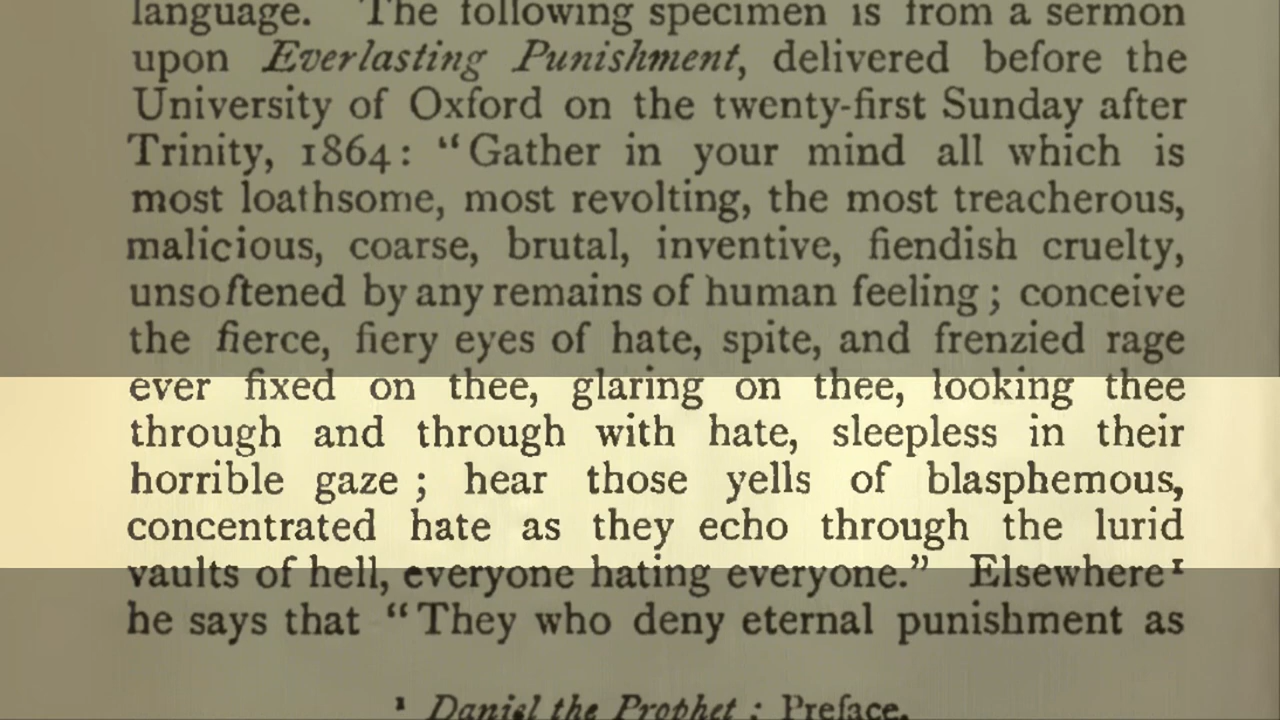 language. The following specimen is from a sermon
upon Everlasting Punishment, delivered before the
University of Oxford on the twenty-first Sunday after
Trinity, 1864: “Gather in your mind all which is
most loathsome, most revolting, the most treacherous,
malicious, coarse, brutal, inventive, fiendish cruelty,
unsoftened by any remains of human feeling; conceive
the fierce, fiery eyes of hate, spite, and frenzied rage
ever fixed on thee, glaring on thee, looking thee
through and through with hate, sleepless in their
horrible gaze; hear those yells of blasphemous,
concentrated hate as they echo through the lurid
vaults of hell, everyone hating everyone.” Elsewhere¹
he says that “They who deny eternal punishment as
¹ Daniel the Prophet: Preface.